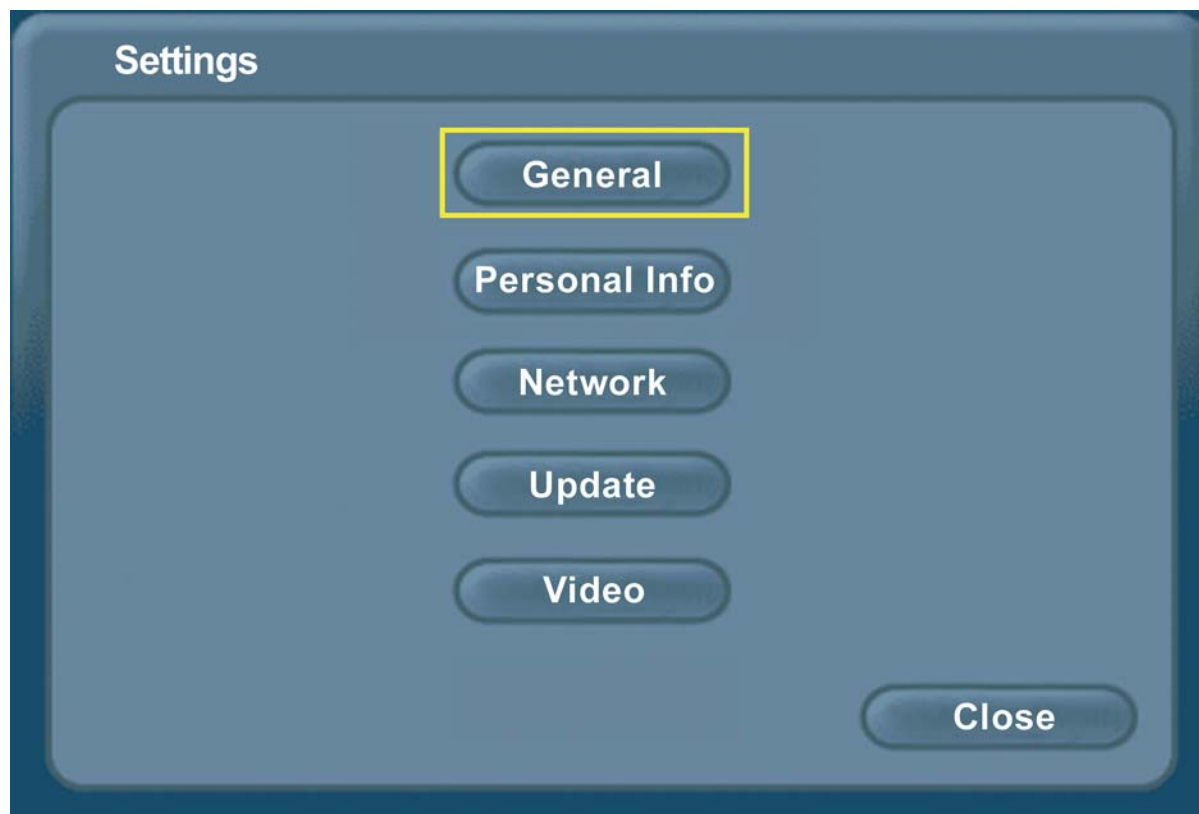 Settings
General
Personal Info
Network
Update
Video
Close